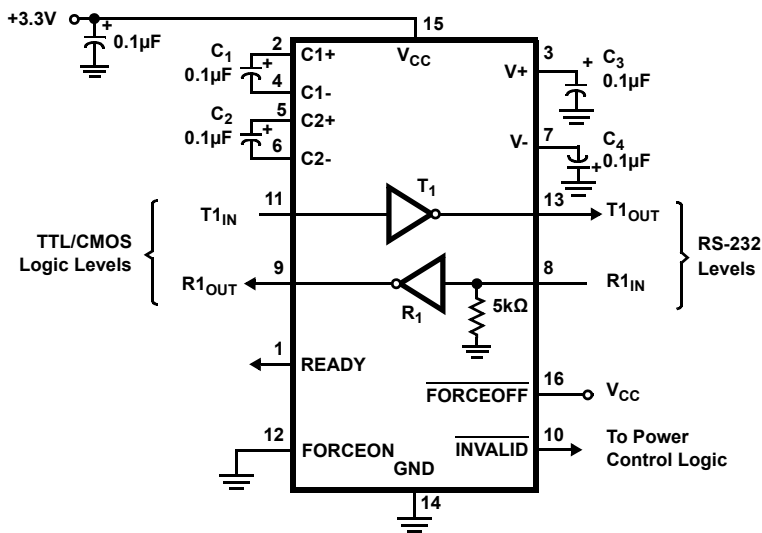 +3.3V
0.1µF
15
VCC
C1
0.1µF
2
C1+
4
C1-
C2
0.1µF
5
C2+
6
C2-
3
V+
+
C3
0.1µF
7
V-
C4
0.1µF
+
+
+
+
TTL/CMOS
Logic Levels
T1IN
11
T1
13
T1OUT
R1OUT
9
R1
5kΩ
8
R1IN
RS-232
Levels
1
READY
FORCEOFF
16
VCC
12
FORCEON
INVALID
10
To Power
Control Logic
GND
14